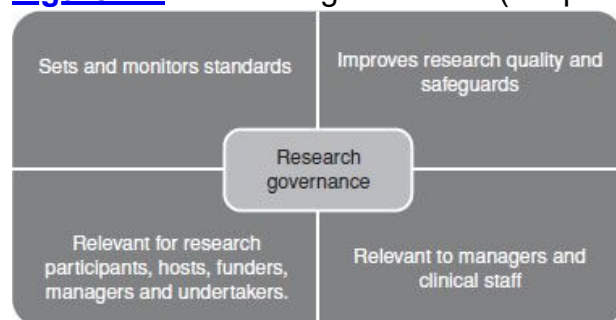 Sets and monitors standards
Improves research quality and
safeguards
Research
governance
Relevant for research
participants, hosts, funders,
managers and undertakers.
Relevant to managers and
clinical staff